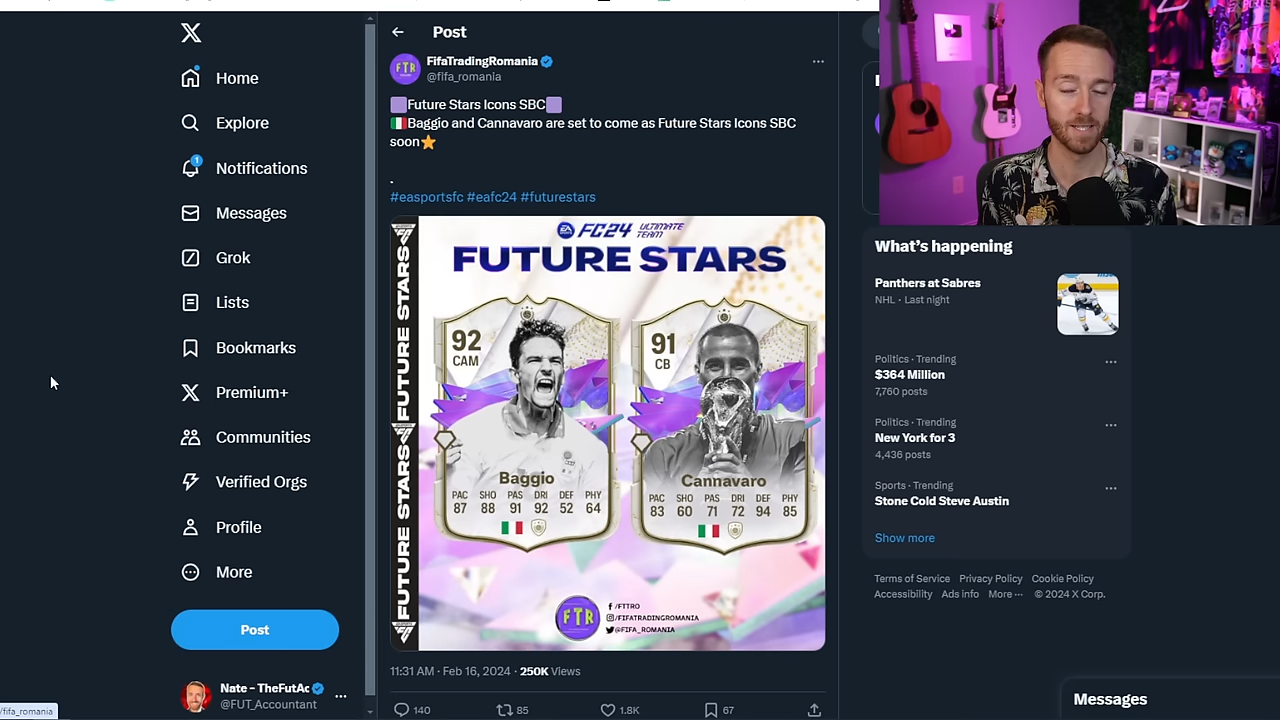 Home
Explore
1
Notifications
Messages
Grok
Lists
Bookmarks
Premium+
Communities
Verified Orgs
Profile
More
Post
Nate - TheFutAc
@FUT_Accountant
/fifa_romania
Post
FTR
FifaTradingRomania
@fifa_romania
Future Stars Icons SBC
Baggio and Cannavaro are set to come as Future Stars Icons SBC
soon
.
#easportsfc #eafc24 #futurestars
FC24 ULTIMATE TEAM
FUTURE STARS
FUTURE STARS
FUTURE STARS
92
CAM
Baggio
PAC SHO PAS DRI DEF PHY
87 88 91 92 52 64
91
CB
Cannavaro
PAC SHO PAS DRI DEF PHY
83 60 71 72 94 85
FTR
/FTTRO
/FIFATRADINGROMANIA
@FIFA_ROMANIA
11:31 AM · Feb 16, 2024 · 250K Views
140
85
1.8K
67
What's happening
Panthers at Sabres
NHL · Last night
Politics · Trending
$364 Million
7,760 posts
Politics · Trending
New York for 3
4,436 posts
Sports · Trending
Stone Cold Steve Austin
Show more
Terms of Service Privacy Policy Cookie Policy
Accessibility Ads info More ··· © 2024 X Corp.
Messages